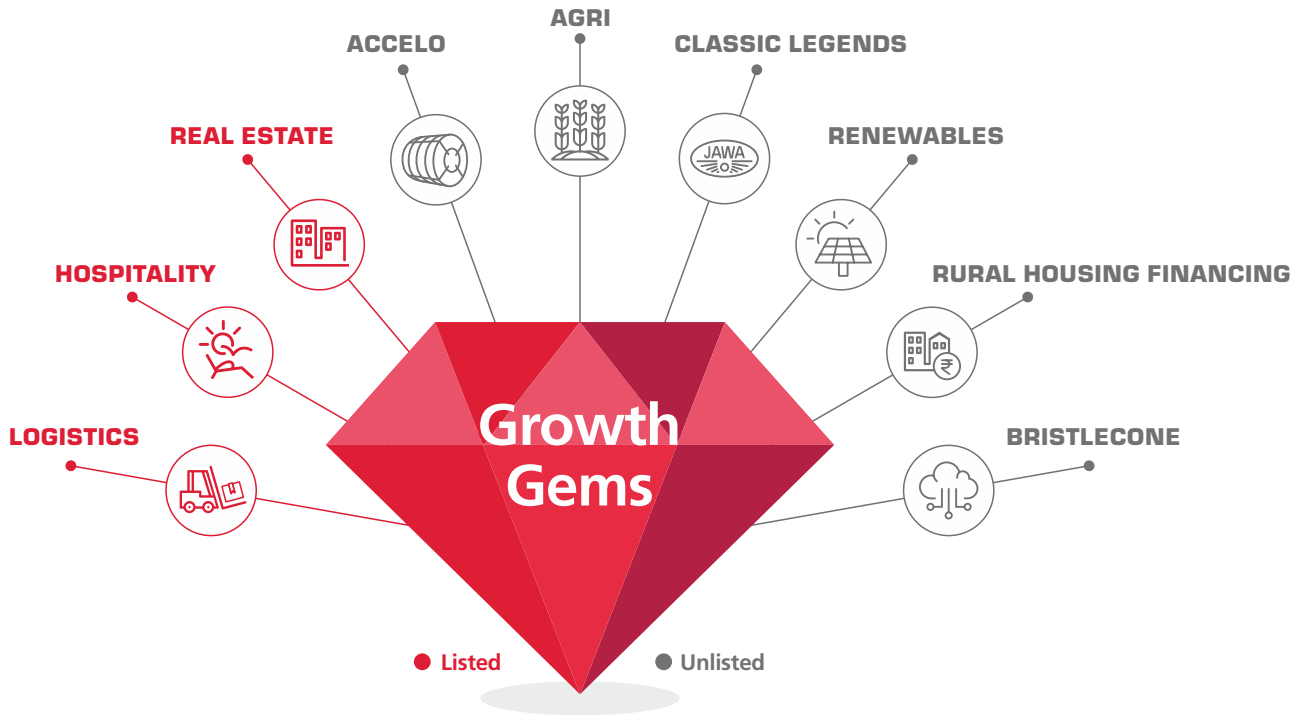 AGRI
ACCELO
CLASSIC LEGENDS
JAWA
REAL ESTATE
RENEWABLES
HOSPITALITY
RURAL HOUSING FINANCING
₹
LOGISTICS
BRISTLECONE
Growth
Gems
Listed
Unlisted